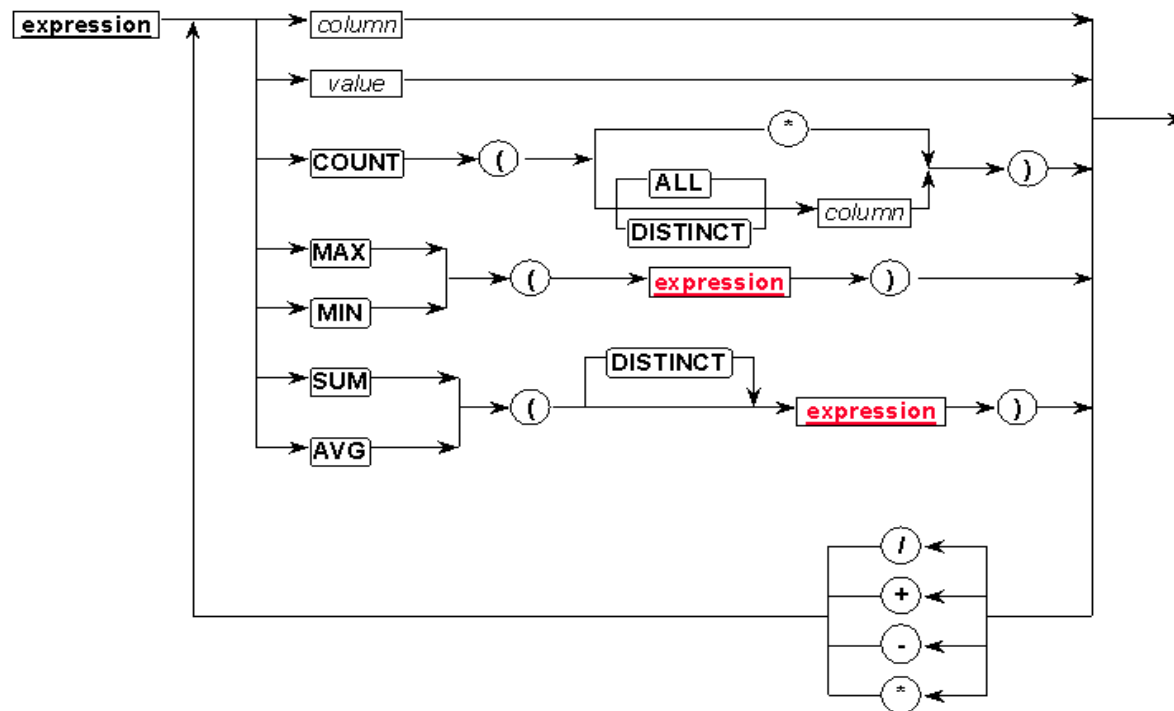 expression
column
value
COUNT ( * )
ALL
column
DISTINCT
MAX
( expression )
MIN
DISTINCT
SUM
( expression )
AVG
/
+
-
*